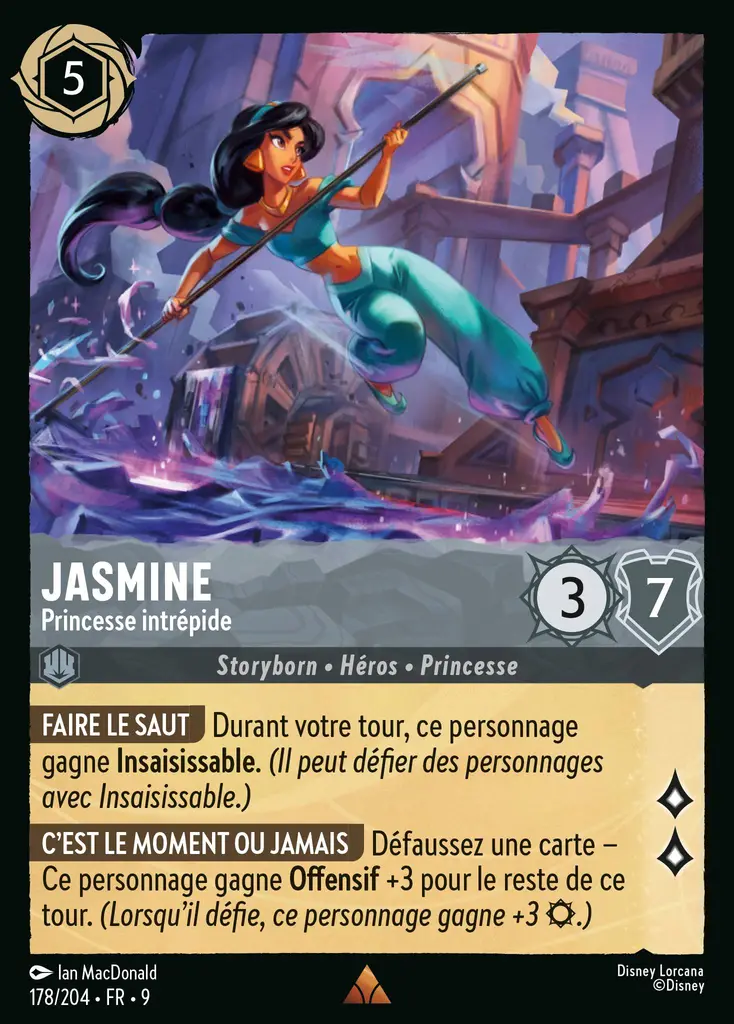 5
JASMINE
Princesse intrépide
3
7
Storyborn • Héros • Princesse
FAIRE LE SAUT Durant votre tour, ce personnage
gagne Insaisissable. (Il peut défier des personnages
avec Insaisissable.)
C'EST LE MOMENT OU JAMAIS Défaussez une carte –
Ce personnage gagne Offensif +3 pour le reste de ce
tour. (Lorsqu'il défie, ce personnage gagne +3 .)
Ian MacDonald
178/204 • FR • 9
Disney Lorcana
©Disney